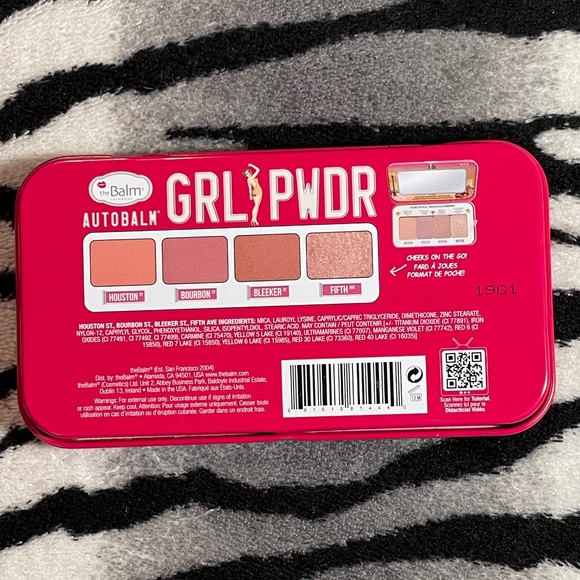 theBalm®
COSMETICS
AUTOBALM®
GRL PWDR
HOUSTON ST
BOURBON ST
BLEEKER ST
FIFTH AVE
CHEEKS ON THE GO!
FARD À JOUES
FORMAT DE POCHE!
19G1
HOUSTON ST., BOURBON ST., BLEEKER ST., FIFTH AVE INGREDIENTS: MICA, LAUROYL LYSINE, CAPRYLIC/CAPRIC TRIGLYCERIDE, DIMETHICONE, ZINC STEARATE,
NYLON-12, CAPRYLYL GLYCOL, PHENOXYETHANOL, SILICA, ISOPENTYLDIOL, STEARIC ACID. MAY CONTAIN / PEUT CONTENIR [+/- TITANIUM DIOXIDE (CI 77891), IRON
OXIDES (CI 77491, CI 77492, CI 77499), CARMINE (CI 75470), YELLOW 5 LAKE (CI 19140), ULTRAMARINES (CI 77007), MANGANESE VIOLET (CI 77742), RED 6 (CI
15850), RED 7 LAKE (CI 15850), YELLOW 6 LAKE (CI 15985), RED 30 LAKE (CI 73360), RED 40 LAKE (CI 16035)]
theBalm® (Est. San Francisco 2004)
Dist. by: theBalm® • Alameda, CA 94501, USA www.thebalm.com
theBalm® (Cosmetics) Ltd. Unit 2, Abbey Business Park, Baldoyle Industrial Estate,
Dublin 13, Ireland • Made in the USA. Fabriqué aux États-Unis.
Warnings: For external use only. Discontinue use if signs of irritation
or rash appear. Keep cool. Attention: Pour usage externe uniquement. Cesser toute
utilisation en cas d'irritation ou d'éruption cutanée. Garder dans un endroit frais.
12M
Scan Here for Tutorial.
Scannez Ici pour le
Didacticiel Vidéo.